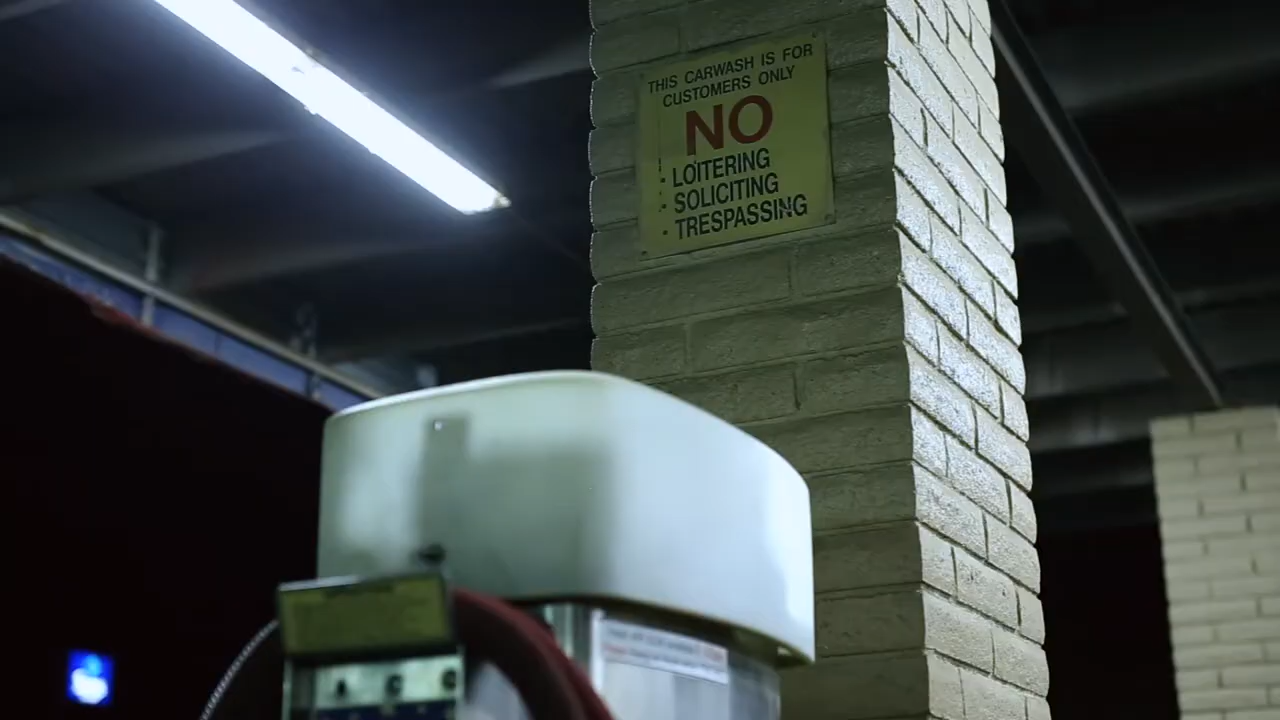 THIS CARWASH IS FOR
CUSTOMERS ONLY
NO
• LOITERING
• SOLICITING
• TRESPASSING